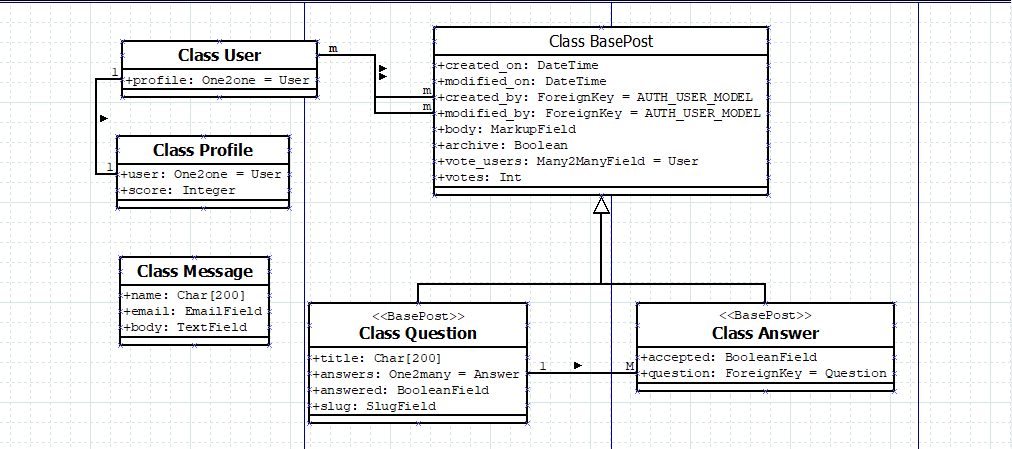 Class User
+profile: One2one = User
1
m
Class BasePost
+created_on: DateTime
+modified_on: DateTime
+created_by: ForeignKey = AUTH_USER_MODEL
+modified_by: ForeignKey = AUTH_USER_MODEL
+body: MarkupField
+archive: Boolean
+vote_users: Many2ManyField = User
+votes: Int
m
m
Class Profile
+user: One2one = User
+score: Integer
1
Class Message
+name: Char[200]
+email: EmailField
+body: TextField
<<BasePost>>
Class Question
+title: Char[200]
+answers: One2many = Answer
+answered: BooleanField
+slug: SlugField
1
M
<<BasePost>>
Class Answer
+accepted: BooleanField
+question: ForeignKey = Question